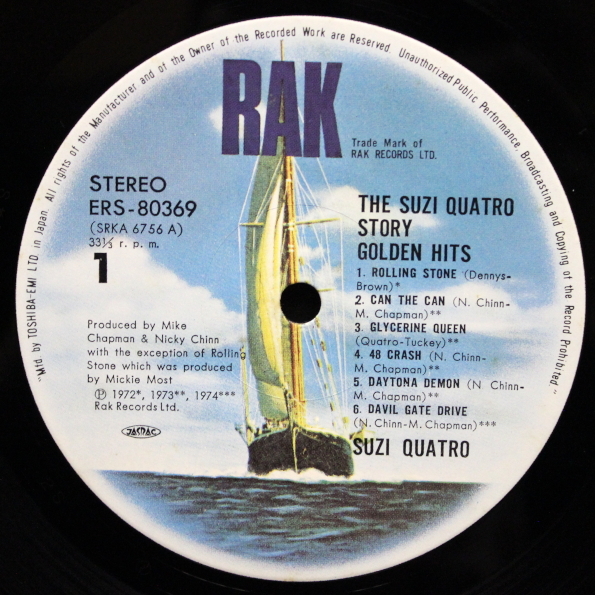 "Mfd by TOSHIBA-EMI LTD. in Japan. All rights of the Manufacturer and of the Owner of the Recorded Work are Reserved. Unauthorized Public Performance, Broadcasting and Copying of the Record Prohibited."
RAK
Trade Mark of
RAK RECORDS LTD.
STEREO
ERS-80369
(SRKA 6756 A)
33⅓ r. p. m.
1
THE SUZI QUATRO
STORY
GOLDEN HITS
1. ROLLING STONE (Dennys-
Brown)*
2. CAN THE CAN (N. Chinn-
M. Chapman)**
3. GLYCERINE QUEEN
(Quatro-Tuckey)**
4. 48 CRASH (N. Chinn-
M. Chapman)**
5. DAYTONA DEMON (N Chinn-
M. Chapman)**
6. DAVIL GATE DRIVE
(N. Chinn-M. Chapman)***
SUZI QUATRO
Produced by Mike
Chapman & Nicky Chinn
with the exception of Rolling
Stone which was produced
by Mickie Most
Ⓟ 1972*, 1973**, 1974***
Rak Records Ltd.
JASRAC